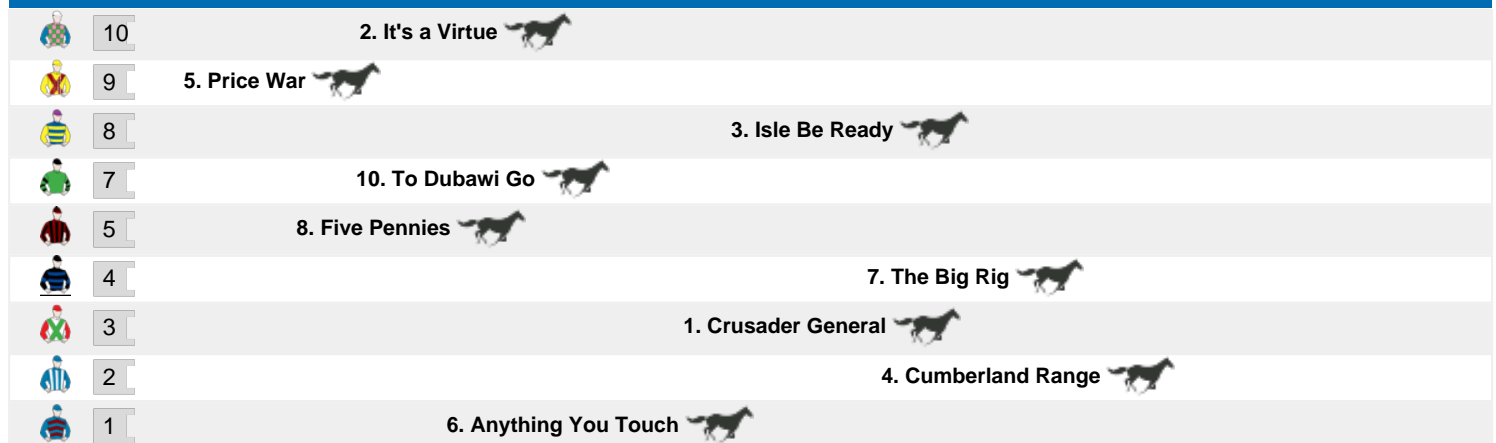 10 2. It's a Virtue
9 5. Price War
8 3. Isle Be Ready
7 10. To Dubawi Go
5 8. Five Pennies
4 7. The Big Rig
3 1. Crusader General
2 4. Cumberland Range
1 6. Anything You Touch